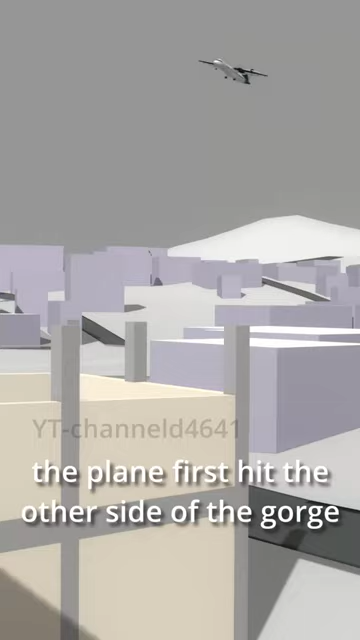 YT-channeld4641
the plane first hit the
other side of the gorge